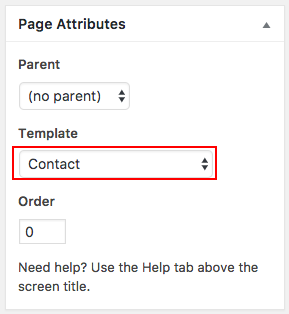 Page Attributes
Parent
(no parent)
Template
Contact
Order
0
Need help? Use the Help tab above the
screen title.